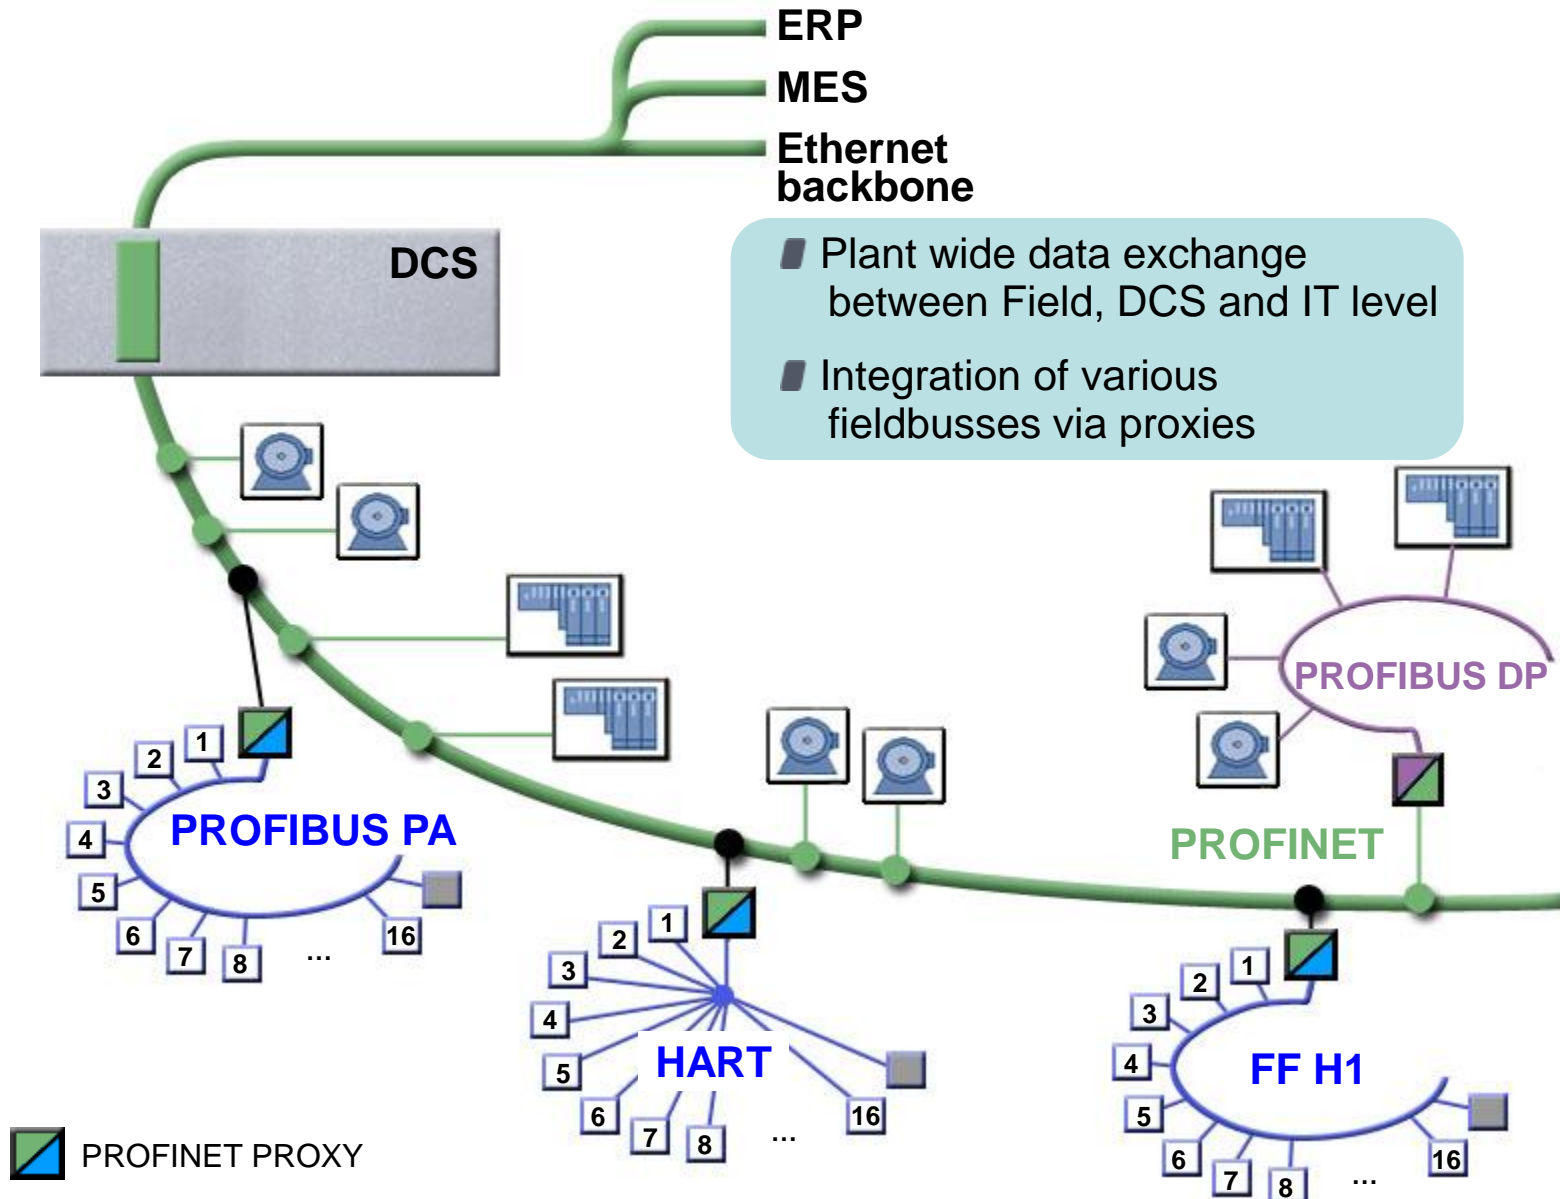 ERP
MES
Ethernet
backbone
DCS
Plant wide data exchange
between Field, DCS and IT level
Integration of various
fieldbusses via proxies
PROFIBUS DP
PROFIBUS PA
1
2
3
4
5
6
7
8
...
16
PROFINET
HART
1
2
3
4
5
6
7
8
...
16
FF H1
1
2
3
4
5
6
7
8
...
16
PROFINET PROXY